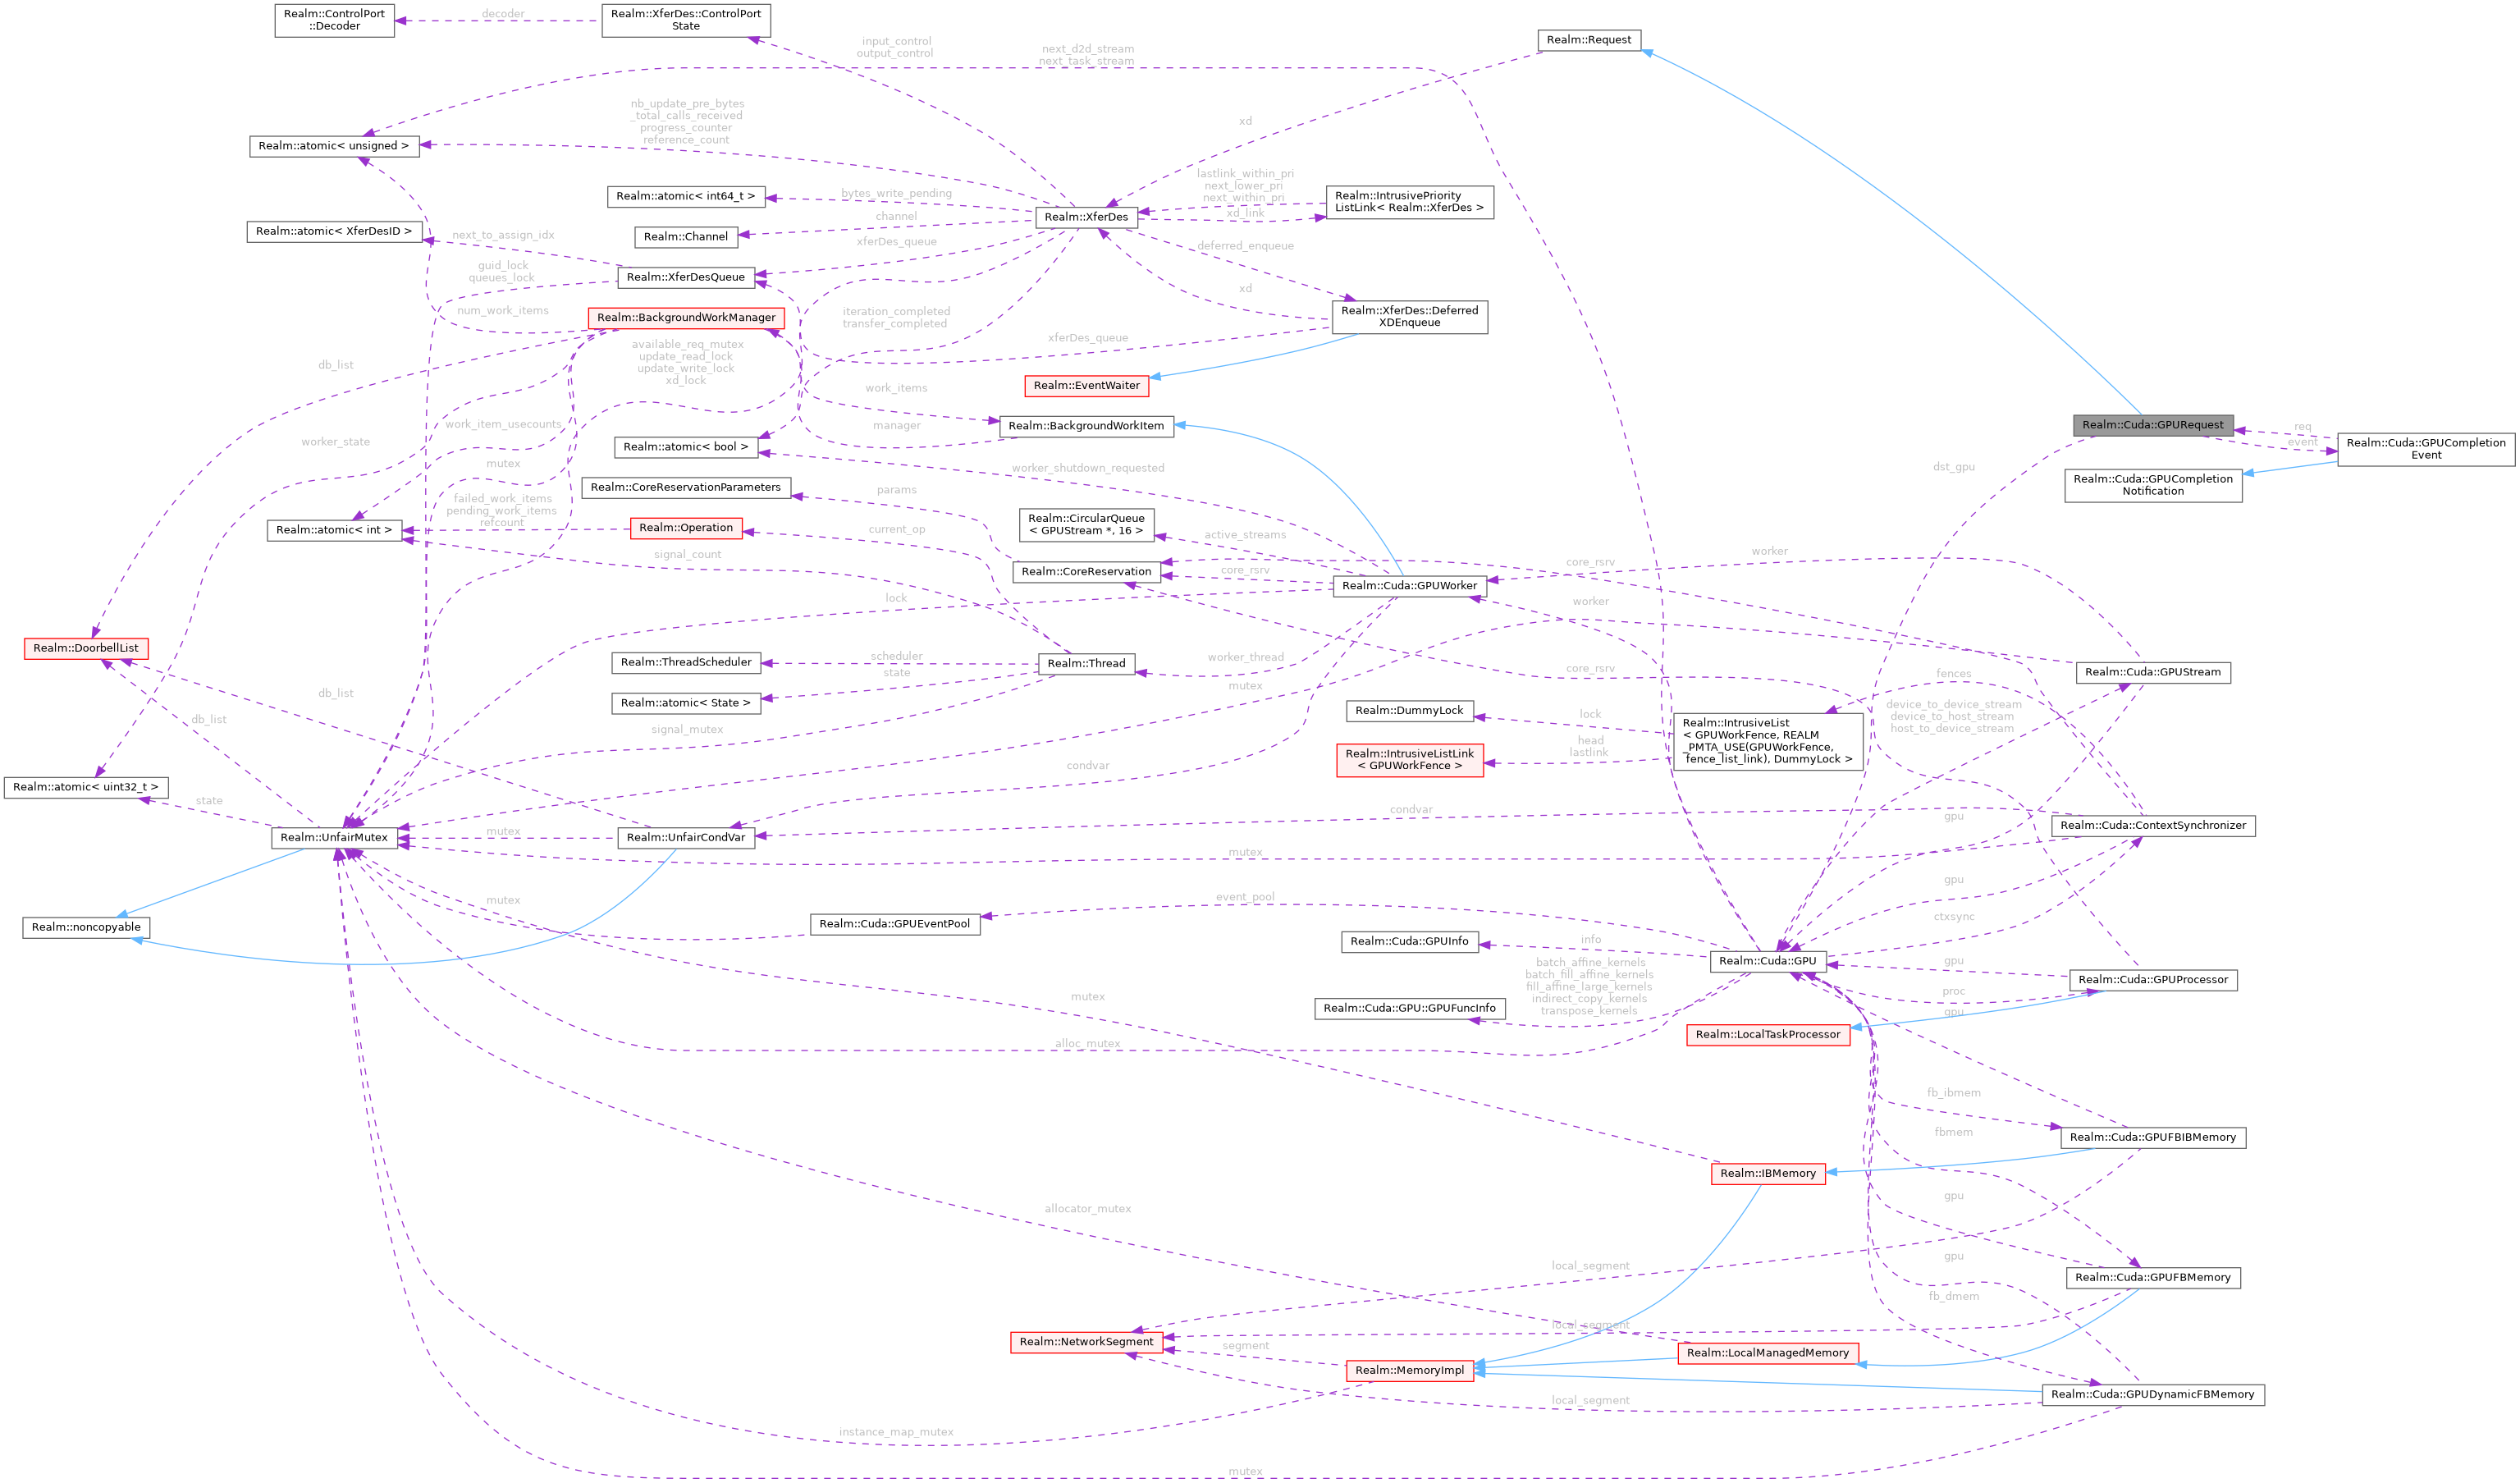 Realm::ControlPort
::Decoder
decoder
Realm::XferDes::ControlPort
State
input_control
output_control
next_d2d_stream
next_task_stream
Realm::Request
nb_update_pre_bytes
_total_calls_received
progress_counter
reference_count
xd
Realm::atomic< unsigned >
lastlink_within_pri
next_lower_pri
next_within_pri
xd_link
Realm::IntrusivePriority
ListLink< Realm::XferDes >
Realm::atomic< int64_t >
bytes_write_pending
Realm::XferDes
channel
Realm::Channel
Realm::atomic< XferDesID >
next_to_assign_idx
xferDes_queue
deferred_enqueue
guid_lock
queues_lock
Realm::XferDesQueue
xd
num_work_items
Realm::BackgroundWorkManager
iteration_completed
transfer_completed
Realm::XferDes::Deferred
XDEnqueue
xferDes_queue
available_req_mutex
update_read_lock
update_write_lock
xd_lock
db_list
work_items
Realm::EventWaiter
worker_state
work_item_usecounts
manager
Realm::BackgroundWorkItem
Realm::Cuda::GPURequest
req
event
Realm::Cuda::GPUCompletion
Event
Realm::atomic< bool >
mutex
worker_shutdown_requested
dst_gpu
Realm::Cuda::GPUCompletion
Notification
Realm::CoreReservationParameters
params
failed_work_items
pending_work_items
refcount
Realm::atomic< int >
Realm::Operation
current_op
Realm::CircularQueue
< GPUStream *, 16 >
active_streams
signal_count
Realm::CoreReservation
core_rsrv
core_rsrv
worker
Realm::Cuda::GPUWorker
lock
worker
Realm::DoorbellList
Realm::ThreadScheduler
scheduler
Realm::Thread
worker_thread
core_rsrv
fences
Realm::Cuda::GPUStream
state
Realm::atomic< State >
db_list
db_list
signal_mutex
mutex
Realm::DummyLock
lock
Realm::IntrusiveList
< GPUWorkFence, REALM
_PMTA_USE(GPUWorkFence,
_fence_list_link), DummyLock >
device_to_device_stream
device_to_host_stream
host_to_device_stream
head
lastlink
Realm::IntrusiveListLink
< GPUWorkFence >
condvar
Realm::atomic< uint32_t >
state
condvar
gpu
Realm::Cuda::ContextSynchronizer
Realm::UnfairMutex
mutex
Realm::UnfairCondVar
mutex
gpu
ctxsync
mutex
event_pool
Realm::noncopyable
Realm::Cuda::GPUEventPool
Realm::Cuda::GPUInfo
info
Realm::Cuda::GPU
gpu
Realm::Cuda::GPUProcessor
proc
gpu
batch_affine_kernels
batch_fill_affine_kernels
fill_affine_large_kernels
indirect_copy_kernels
transpose_kernels
Realm::Cuda::GPU::GPUFuncInfo
mutex
alloc_mutex
Realm::LocalTaskProcessor
fb_ibmem
fbmem
Realm::Cuda::GPUFBIBMemory
Realm::IBMemory
gpu
allocator_mutex
gpu
local_segment
Realm::Cuda::GPUFBMemory
fb_dmem
local_segment
Realm::NetworkSegment
segment
Realm::MemoryImpl
Realm::LocalManagedMemory
local_segment
Realm::Cuda::GPUDynamicFBMemory
instance_map_mutex
mutex